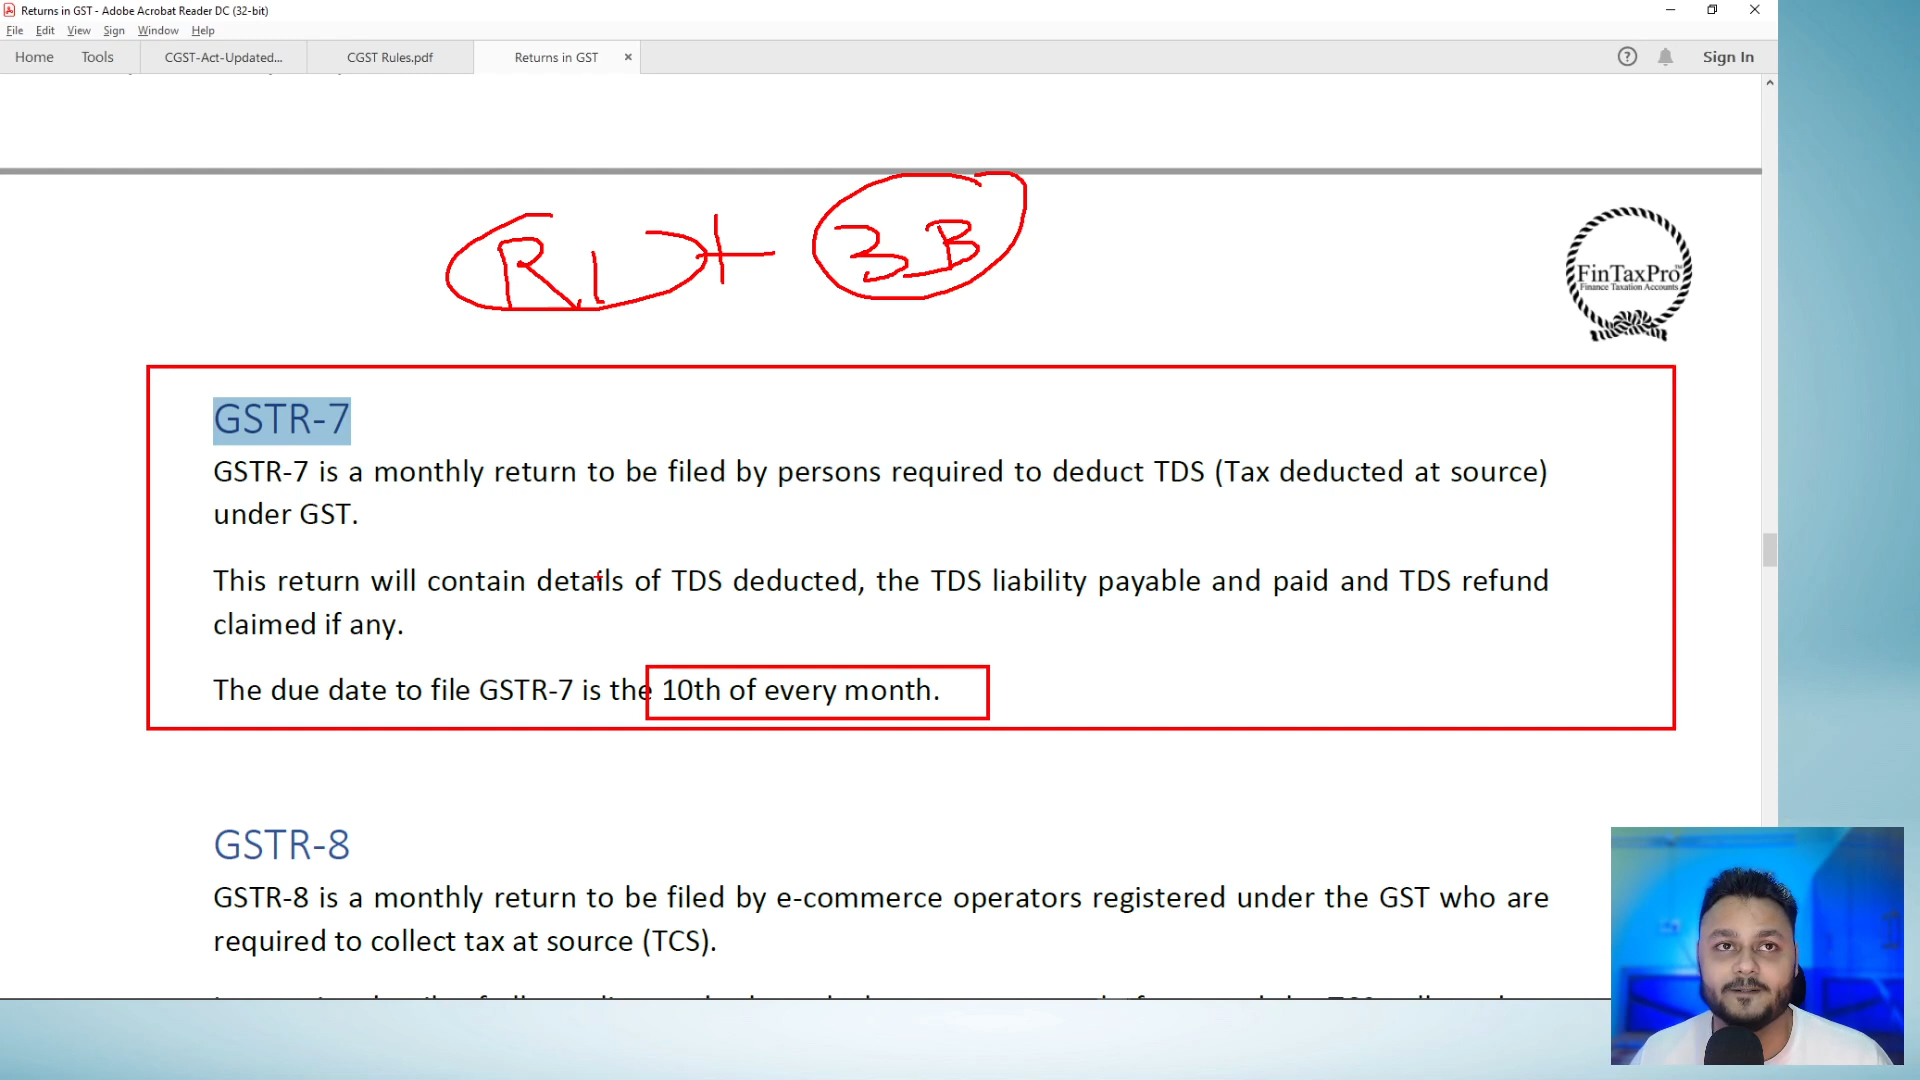 Returns in GST - Adobe Acrobat Reader DC (32-bit)
File Edit View Sign Window Help
Home Tools CGST-Act-Updated... CGST Rules.pdf Returns in GST × Sign In
R1 + 3B
FinTaxPro
Finance Taxation Accounts
GSTR-7
GSTR-7 is a monthly return to be filed by persons required to deduct TDS (Tax deducted at source)
under GST.
This return will contain details of TDS deducted, the TDS liability payable and paid and TDS refund
claimed if any.
The due date to file GSTR-7 is the 10th of every month.
GSTR-8
GSTR-8 is a monthly return to be filed by e-commerce operators registered under the GST who are
required to collect tax at source (TCS).